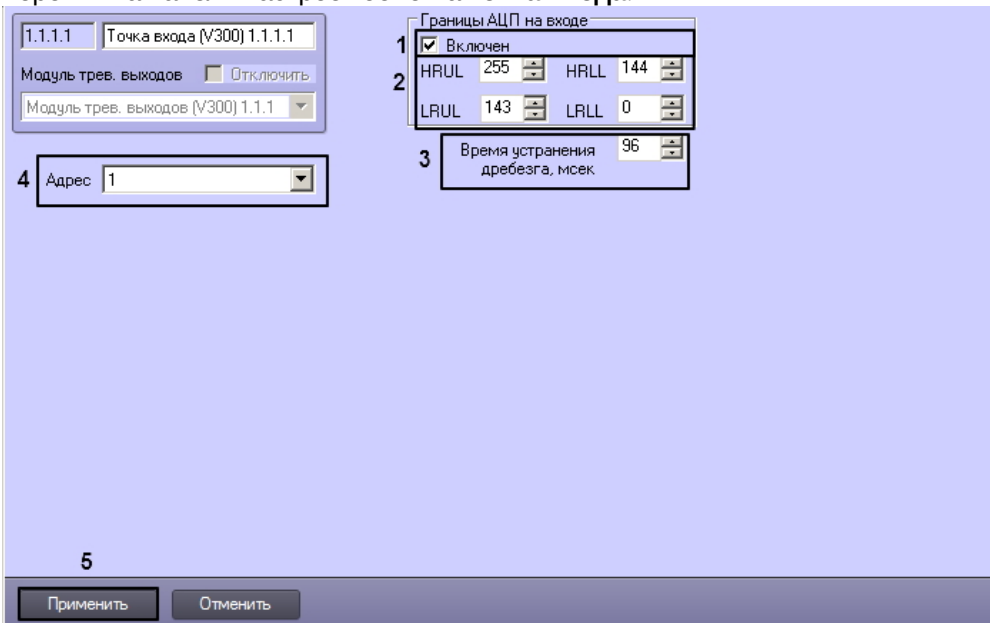 1.1.1.1 Точка входа (V300) 1.1.1.1
Модуль трев. выходов Отключить
Модуль трев. выходов (V300) 1.1.1
Границы АЦП на входе
1 Включен
2 HRUL 255 HRLL 144
LRUL 143 LRLL 0
3 Время устранения дребезга, мсек 96
4 Адрес 1
5
Применить Отменить